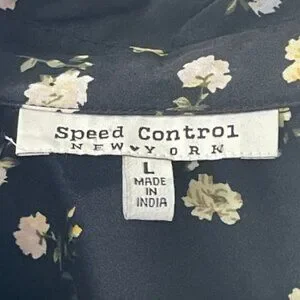 Speed Control
NEW♥YORK
L
MADE
IN
INDIA